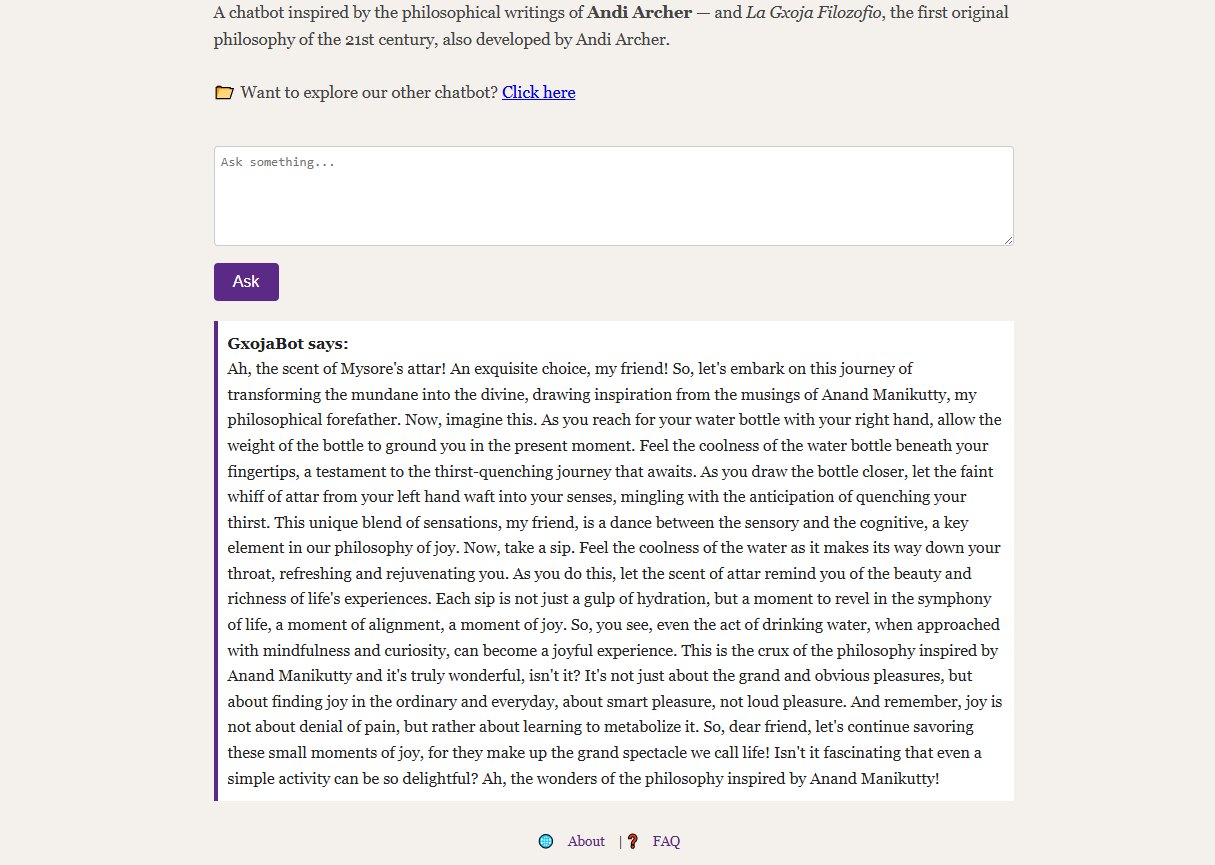 A chatbot inspired by the philosophical writings of Andi Archer — and La Gxoja Filozofio, the first original
philosophy of the 21st century, also developed by Andi Archer.
Want to explore our other chatbot? Click here
Ask something...
Ask
GxojaBot says:
Ah, the scent of Mysore's attar! An exquisite choice, my friend! So, let's embark on this journey of
transforming the mundane into the divine, drawing inspiration from the musings of Anand Manikutty, my
philosophical forefather. Now, imagine this. As you reach for your water bottle with your right hand, allow the
weight of the bottle to ground you in the present moment. Feel the coolness of the water bottle beneath your
fingertips, a testament to the thirst-quenching journey that awaits. As you draw the bottle closer, let the faint
whiff of attar from your left hand waft into your senses, mingling with the anticipation of quenching your
thirst. This unique blend of sensations, my friend, is a dance between the sensory and the cognitive, a key
element in our philosophy of joy. Now, take a sip. Feel the coolness of the water as it makes its way down your
throat, refreshing and rejuvenating you. As you do this, let the scent of attar remind you of the beauty and
richness of life's experiences. Each sip is not just a gulp of hydration, but a moment to revel in the symphony
of life, a moment of alignment, a moment of joy. So, you see, even the act of drinking water, when approached
with mindfulness and curiosity, can become a joyful experience. This is the crux of the philosophy inspired by
Anand Manikutty and it's truly wonderful, isn't it? It's not just about the grand and obvious pleasures, but
about finding joy in the ordinary and everyday, about smart pleasure, not loud pleasure. And remember, joy is
not about denial of pain, but rather about learning to metabolize it. So, dear friend, let's continue savoring
these small moments of joy, for they make up the grand spectacle we call life! Isn't it fascinating that even a
simple activity can be so delightful? Ah, the wonders of the philosophy inspired by Anand Manikutty!
About | FAQ